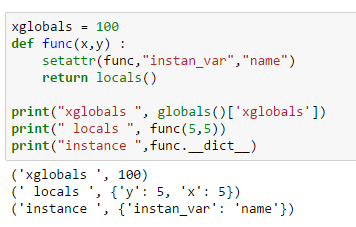 xglobals = 100
def func(x,y) :
    setattr(func,"instan_var","name")
    return locals()
print("xglobals ", globals()['xglobals'])
print(" locals ", func(5,5))
print("instance ",func.__dict__)
('xglobals ', 100)
(' locals ', {'y': 5, 'x': 5})
('instance ', {'instan_var': 'name'})